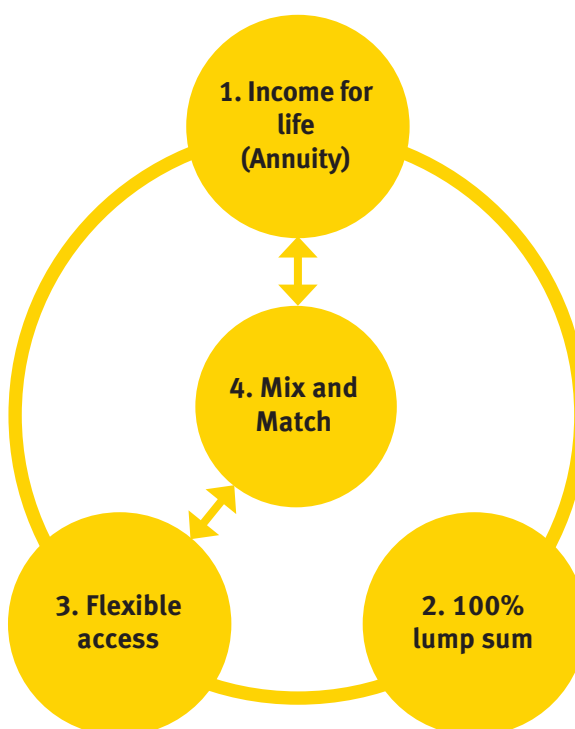 1. Income for
life
(Annuity)
4. Mix and
Match
3. Flexible
access
2. 100%
lump sum